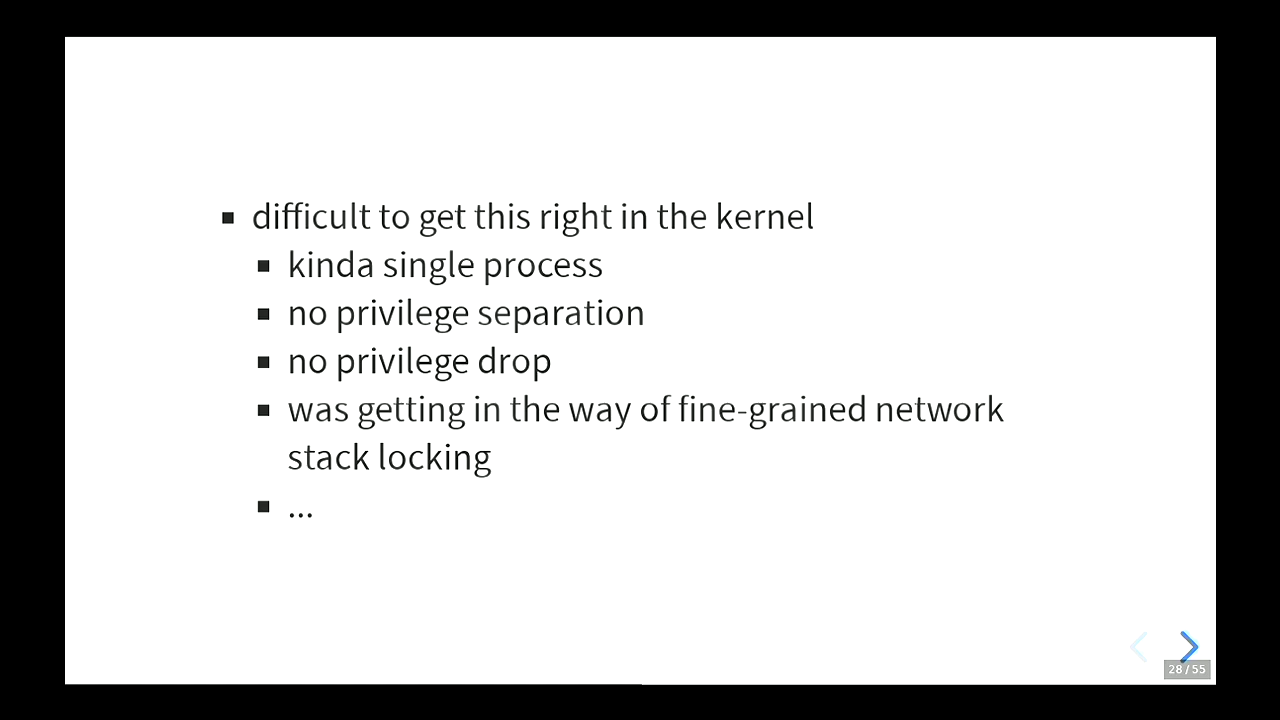 ▪ difficult to get this right in the kernel
▪ kinda single process
▪ no privilege separation
▪ no privilege drop
▪ was getting in the way of fine-grained network
stack locking
▪ ...
28 / 55